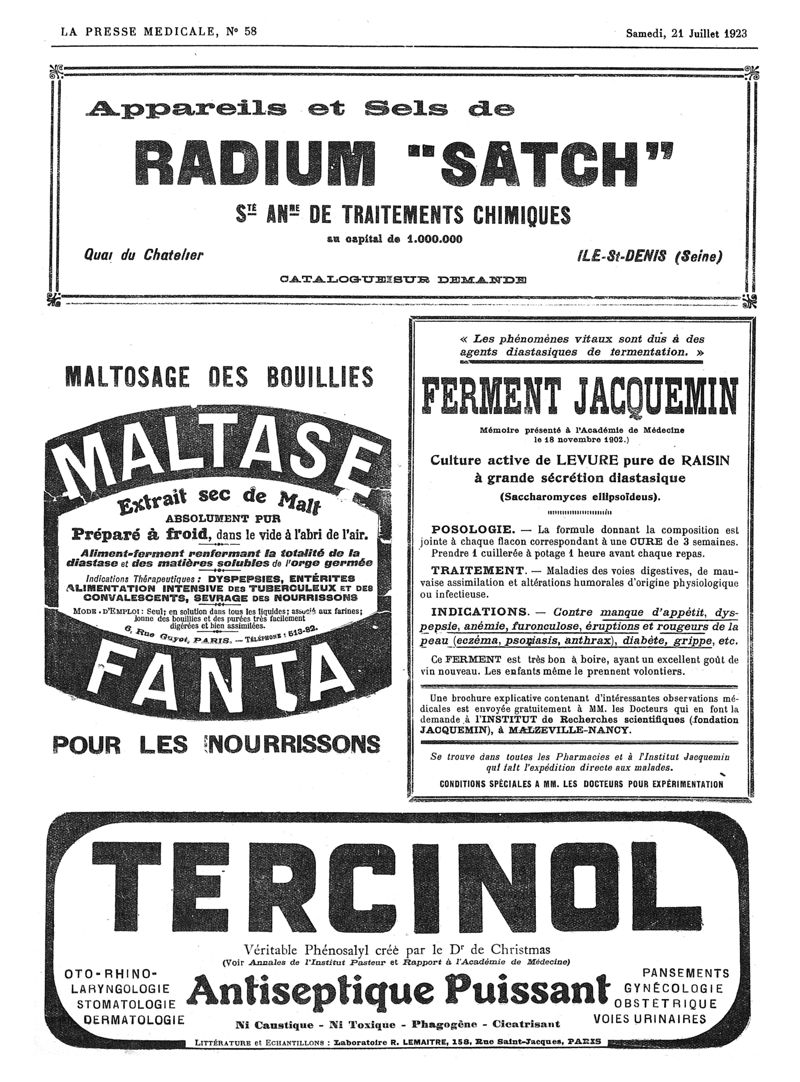 LA PRESSE MEDICALE, Nº 58
Samedi, 21 Juillet 1923
Appareils et Sels de
RADIUM "SATCH"
STÉ ANME DE TRAITEMENTS CHIMIQUES
au capital de 1.000.000
Quai du Chatelier
ILE-St-DENIS (Seine)
CATALOGUE SUR DEMANDE
MALTOSAGE DES BOUILLIES
MALTASE
Extrait sec de Malt
ABSOLUMENT PUR
Préparé à froid, dans le vide à l'abri de l'air.
Aliment-ferment renfermant la totalité de la
diastase et des matières solubles de l'orge germée
Indications Thérapeutiques : DYSPEPSIES, ENTÉRITES
ALIMENTATION INTENSIVE DES TUBERCULEUX ET DES
CONVALESCENTS, SEVRAGE DES NOURRISSONS
MODE D'EMPLOI: Seul; en solution dans tous les liquides; associé aux farines;
donne des bouillies et des purées très facilement
digérées et bien assimilées.
6, Rue Guyot, PARIS. — TÉLÉPHONE : 513-82.
FANTA
POUR LES NOURRISSONS
« Les phénomènes vitaux sont dus à des
agents diastasiques de fermentation. »
FERMENT JACQUEMIN
Mémoire présenté à l'Académie de Médecine
le 18 novembre 1902.)
Culture active de LEVURE pure de RAISIN
à grande sécrétion diastasique
(Saccharomyces ellipsoïdeus).
POSOLOGIE. — La formule donnant la composition est
jointe à chaque flacon correspondant à une CURE de 3 semaines.
Prendre 1 cuillerée à potage 1 heure avant chaque repas.
TRAITEMENT. — Maladies des voies digestives, de mau-
vaise assimilation et altérations humorales d'origine physiologique
ou infectieuse.
INDICATIONS. — Contre manque d'appétit, dys-
pepsie, anémie, furonculose, éruptions et rougeurs de la
peau (eczéma, psoriasis, anthrax), diabète, grippe, etc.
Ce FERMENT est très bon à boire, ayant un excellent goût de
vin nouveau. Les enfants même le prennent volontiers.
Une brochure explicative contenant d'intéressantes observations mé-
dicales est envoyée gratuitement à MM. les Docteurs qui en font la
demande à l'INSTITUT de Recherches scientifiques (fondation
JACQUEMIN), à MALZEVILLE-NANCY.
Se trouve dans toutes les Pharmacies et à l'Institut Jacquemin
qui fait l'expédition directe aux malades.
CONDITIONS SPÉCIALES A MM. LES DOCTEURS POUR EXPÉRIMENTATION
TERCINOL
Véritable Phénosalyl créé par le Dr de Christmas
(Voir Annales de l'Institut Pasteur et Rapport à l'Académie de Médecine)
OTO-RHINO-
LARYNGOLOGIE
STOMATOLOGIE
DERMATOLOGIE
Antiseptique Puissant
PANSEMENTS
GYNÉCOLOGIE
OBSTÉTRIQUE
VOIES URINAIRES
Ni Caustique - Ni Toxique - Phagogène - Cicatrisant
LITTÉRATURE et ECHANTILLONS : Laboratoire R. LEMAITRE, 158, Rue Saint-Jacques, PARIS